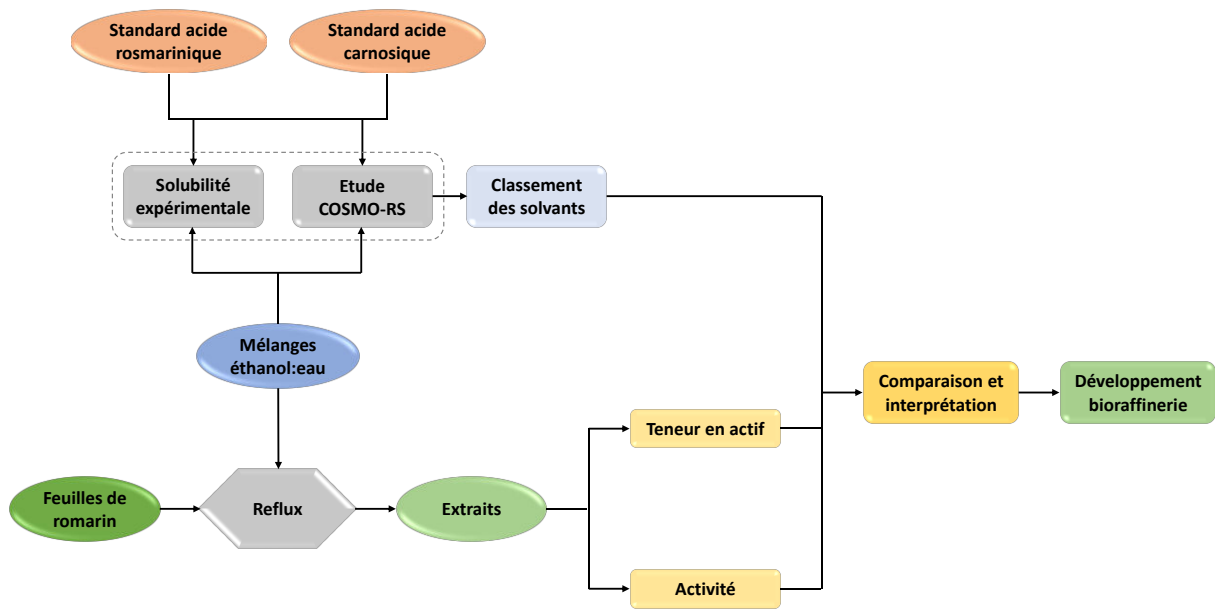 Standard acide
rosmarinique
Standard acide
carnosique
Solubilité
expérimentale
Etude
COSMO-RS
Classement
des solvants
Mélanges
éthanol:eau
Comparaison et
interprétation
Développement
bioraffinerie
Teneur en actif
Feuilles de
romarin
Reflux
Extraits
Activité